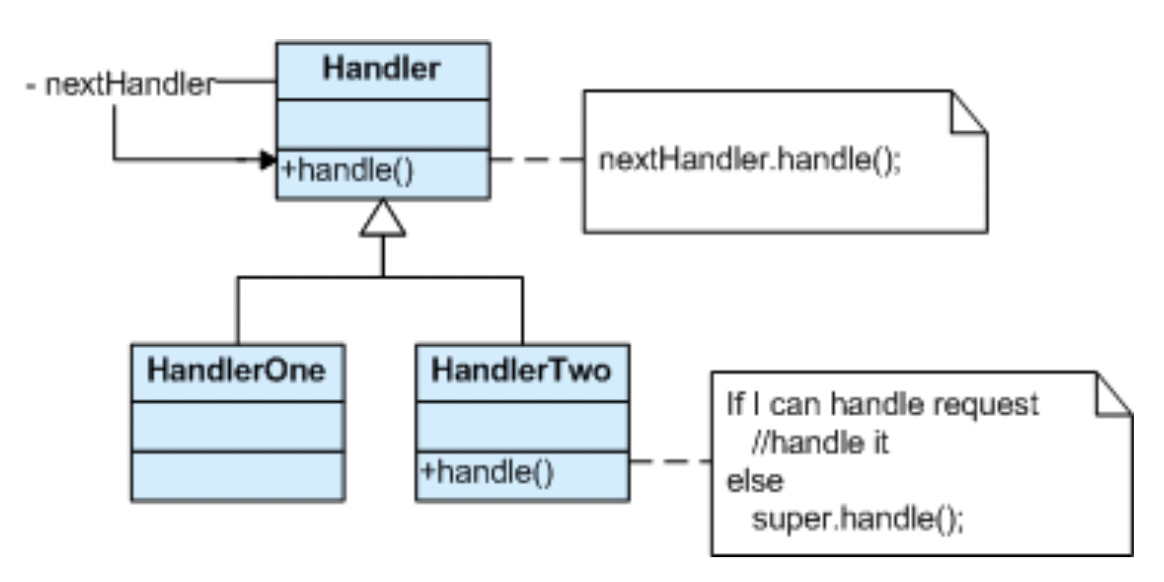 Handler
- nextHandler
+handle()
nextHandler.handle();
HandlerOne
HandlerTwo
+handle()
If I can handle request
//handle it
else
super.handle();